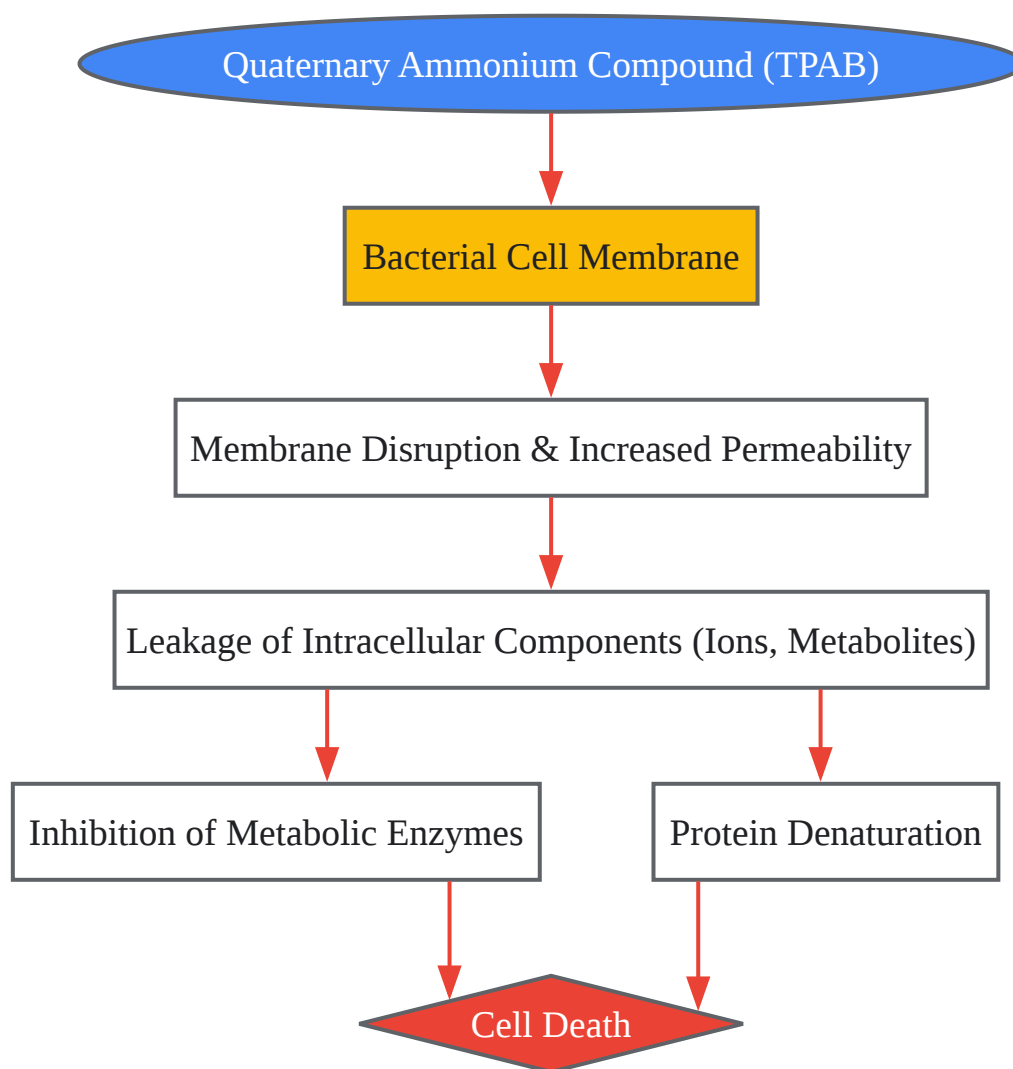 Quaternary Ammonium Compound (TPAB)
Bacterial Cell Membrane
Membrane Disruption & Increased Permeability
Leakage of Intracellular Components (Ions, Metabolites)
Inhibition of Metabolic Enzymes
Protein Denaturation
Cell Death